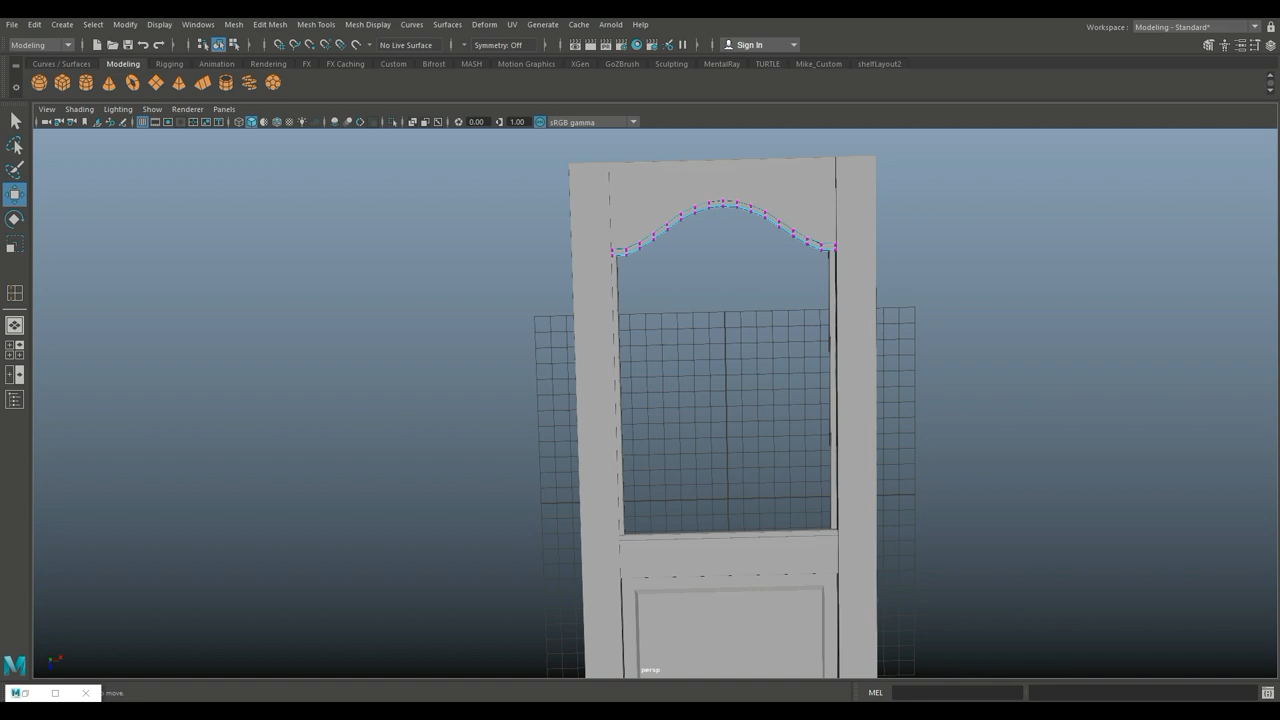 File Edit Create Select Modify Display Windows Mesh Edit Mesh Mesh Tools Mesh Display Curves Surfaces Deform UV Generate Cache Arnold Help
Workspace : Modeling - Standard*
Modeling No Live Surface Symmetry: Off Sign In
Curves / Surfaces Modeling Rigging Animation Rendering FX FX Caching Custom Bifrost MASH Motion Graphics XGen GoZBrush Sculpting MentalRay TURTLE Mike_Custom shelfLayout2
View Shading Lighting Show Renderer Panels
0.00 1.00 sRGB gamma
persp
move. MEL